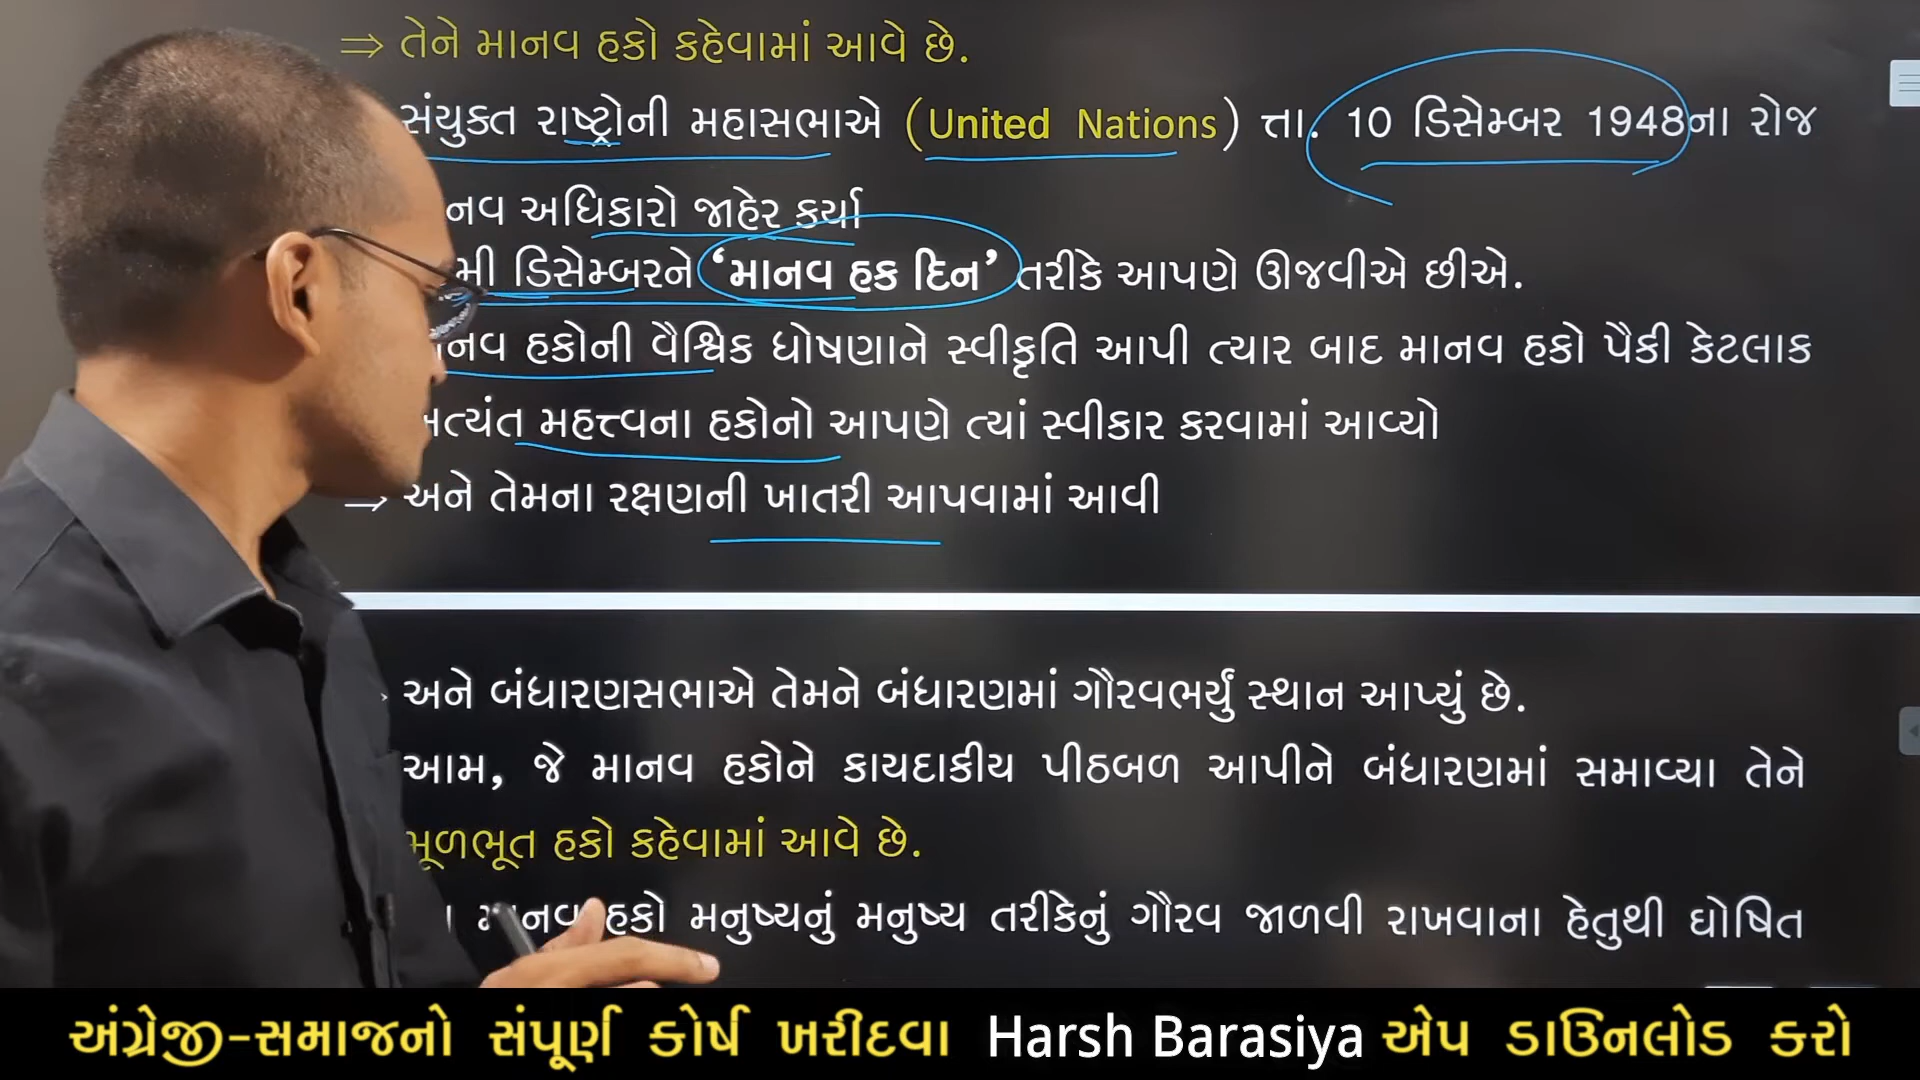 ⇒ તેને માનવ હકો કહેવામાં આવે છે.
સંયુક્ત રાષ્ટ્રોની મહાસભાએ (United Nations) ત્તા. 10 ડિસેમ્બર 1948ના રોજ
અધિકારો જાહેર કર્યા
ડિસેમ્બરને ‘માનવ હક દિન’ તરીકે આપણે ઊજવીએ છીએ.
હકોની વૈશ્વિક ધોષણાને સ્વીકૃતિ આપી ત્યાર બાદ માનવ હકો પૈકી કેટલાક
મહત્ત્વના હકોનો આપણે ત્યાં સ્વીકાર કરવામાં આવ્યો
⇒ અને તેમના રક્ષણની ખાતરી આપવામાં આવી
અને બંધારણસભાએ તેમને બંધારણમાં ગૌરવભર્યું સ્થાન આપ્યું છે.
આમ, જે માનવ હકોને કાયદાકીય પીઠબળ આપીને બંધારણમાં સમાવ્યા તેને
મૂળભૂત હકો કહેવામાં આવે છે.
માનવ હકો મનુષ્યનું મનુષ્ય તરીકેનું ગૌરવ જાળવી રાખવાના હેતુથી ઘોષિત
અંગ્રેજી-સમાજનો સંપૂર્ણ કોર્ષ ખરીદવા Harsh Barasiya એપ ડાઉનલોડ કરો